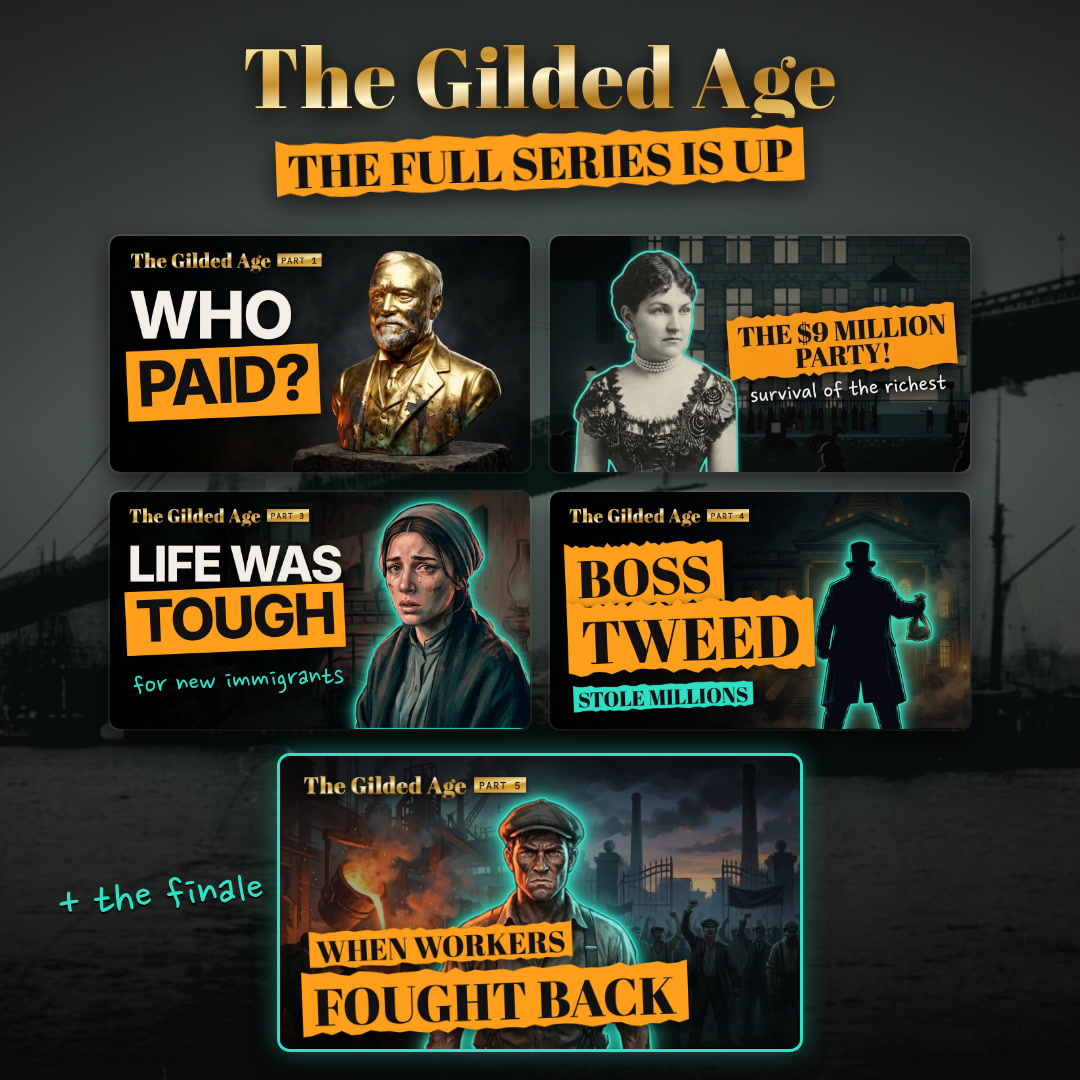 The Gilded Age
THE FULL SERIES IS UP
The Gilded Age PART 1
WHO
PAID?
THE $9 MILLION
PARTY!
survival of the richest
The Gilded Age PART 3
LIFE WAS
TOUGH
for new immigrants
The Gilded Age PART 4
BOSS
TWEED
STOLE MILLIONS
+ the finale
The Gilded Age PART 5
WHEN WORKERS
FOUGHT BACK